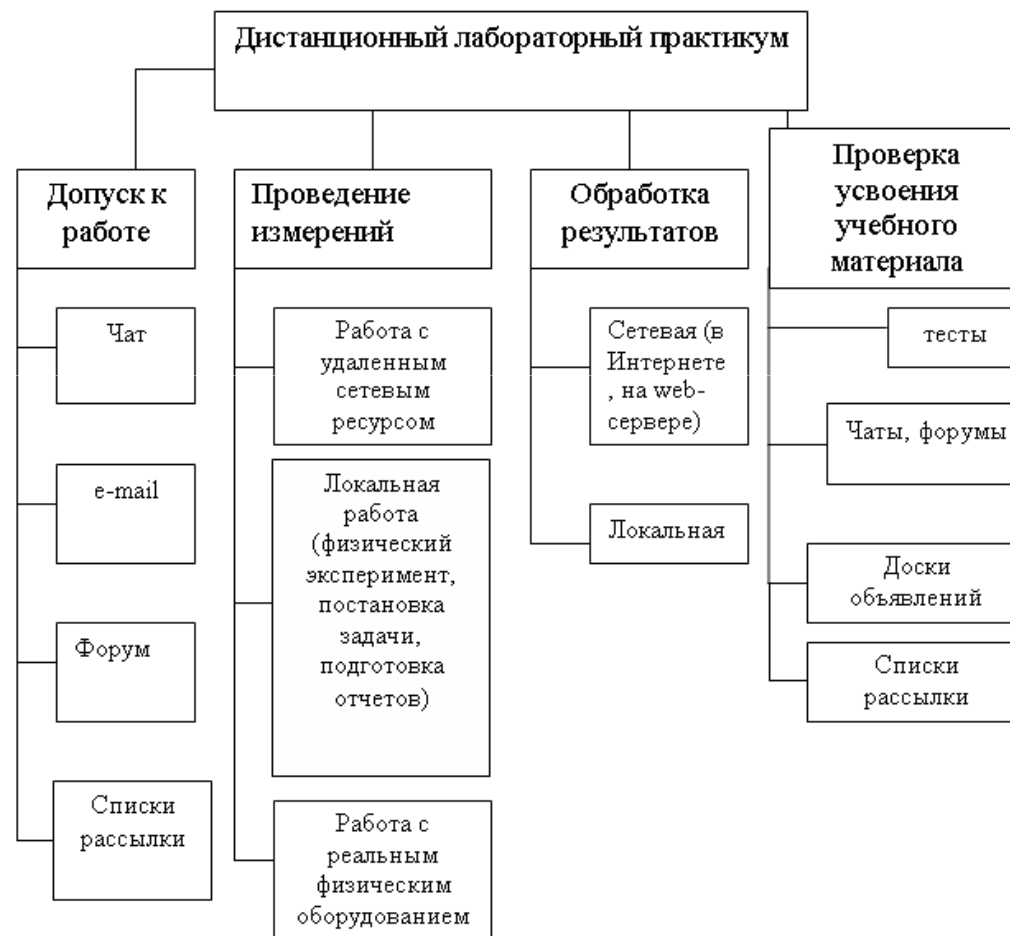 Дистанционный лабораторный практикум
Допуск к
работе
Чат
e-mail
Форум
Списки
рассылки
Проведение
измерений
Работа с
удаленным
сетевым
ресурсом
Локальная
работа
(физический
эксперимент,
постановка
задачи,
подготовка
отчетов)
Работа с
реальным
физическим
оборудованием
Обработка
результатов
Сетевая (в
Интернете
, на web-
сервере)
Локальная
Проверка
усвоения
учебного
материала
тесты
Чаты, форумы
Доски
объявлений
Списки
рассылки